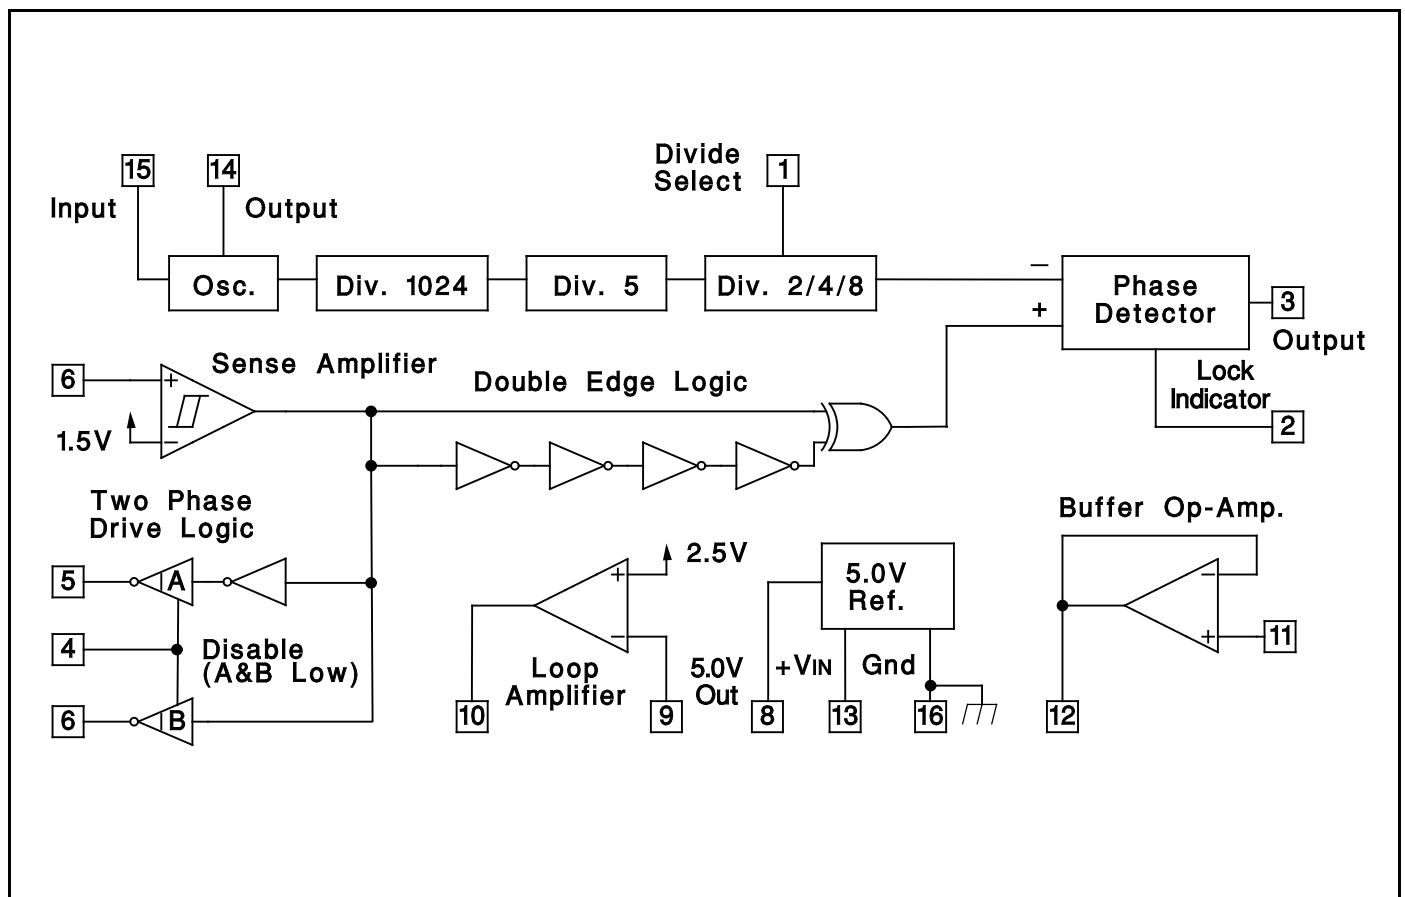 15
14
Divide
Select
1
Input
Output
Osc.
Div. 1024
Div. 5
Div. 2/4/8
−
+
Phase
Detector
3
Output
Lock
Indicator
2
Sense Amplifier
6
+
1.5V
−
Double Edge Logic
Two Phase
Drive Logic
5
A
4
Disable
(A&B Low)
6
B
2.5V
+
−
Loop
Amplifier
10
9
5.0V
Ref.
5.0V
Out
+VIN
Gnd
8
13
16
Buffer Op-Amp.
−
+
11
12